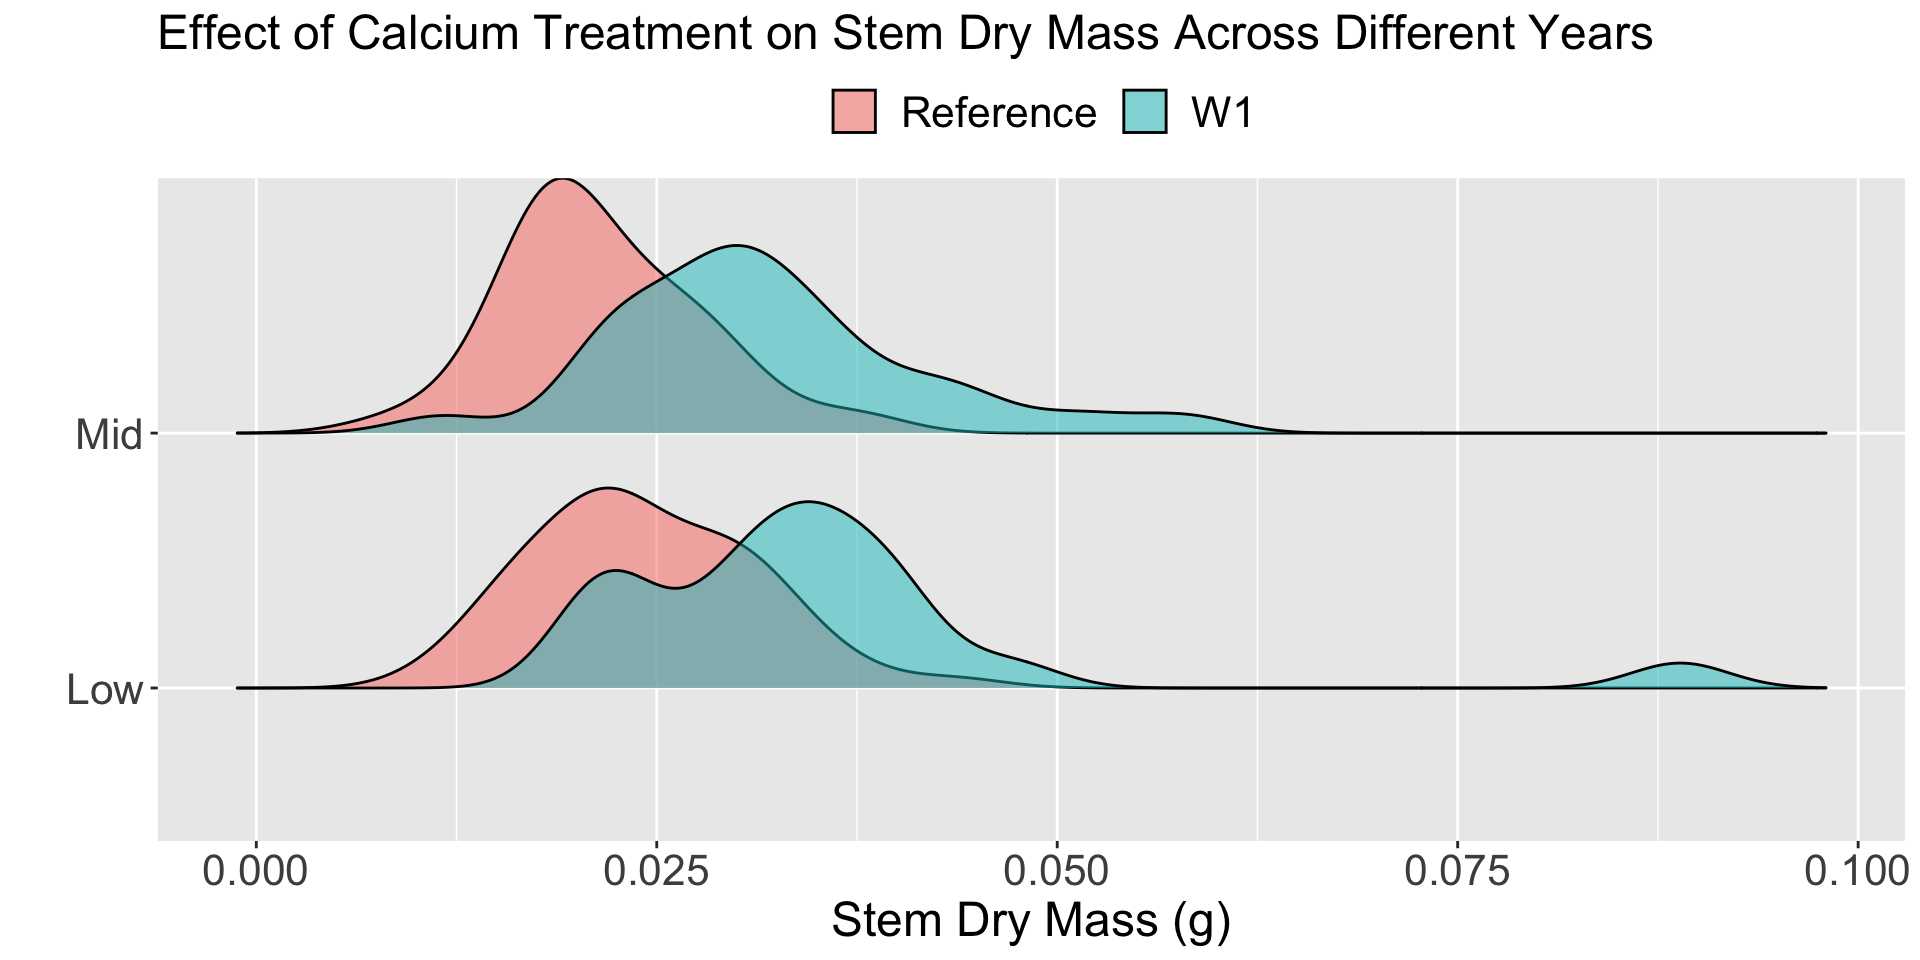 Effect of Calcium Treatment on Stem Dry Mass Across Different Years
Reference W1
Mid
Low
0.000 0.025 0.050 0.075 0.100
Stem Dry Mass (g)